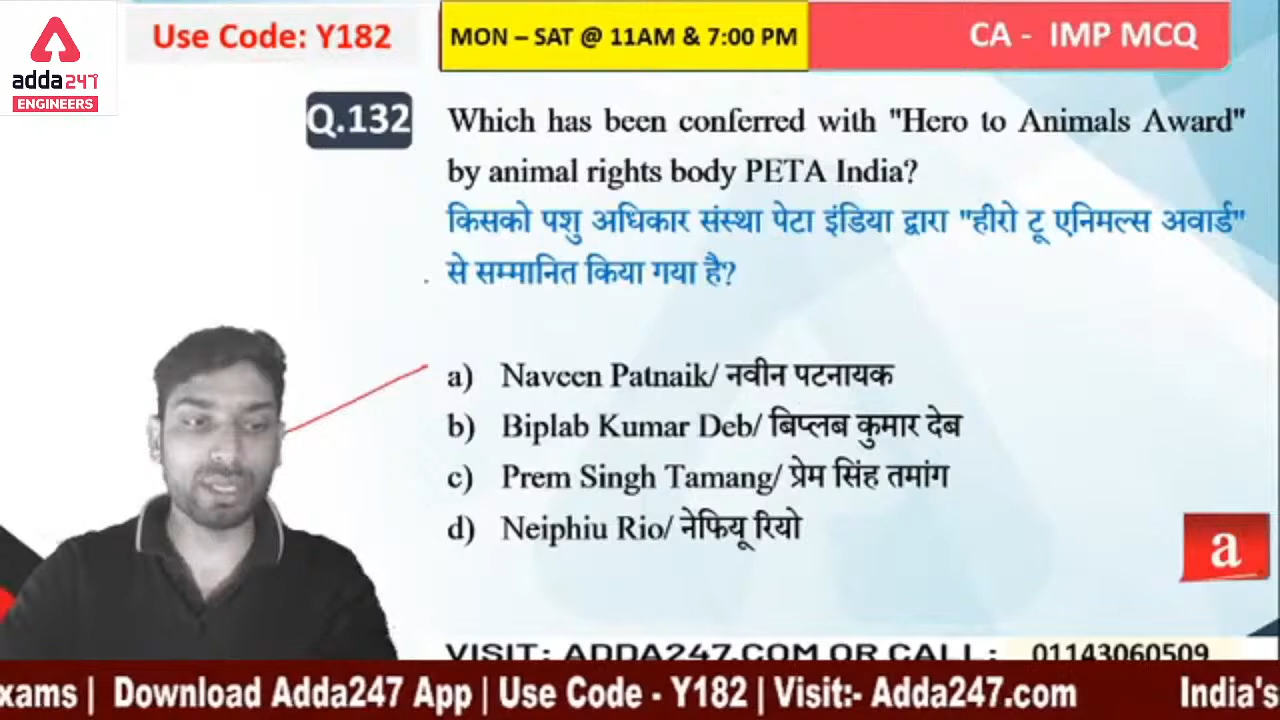 adda247
ENGINEERS
Use Code: Y182
MON – SAT @ 11AM & 7:00 PM
CA - IMP MCQ
Q.132
Which has been conferred with "Hero to Animals Award"
by animal rights body PETA India?
किसको पशु अधिकार संस्था पेटा इंडिया द्वारा "हीरो टू एनिमल्स अवार्ड"
से सम्मानित किया गया है?
a) Naveen Patnaik/ नवीन पटनायक
b) Biplab Kumar Deb/ बिप्लब कुमार देब
c) Prem Singh Tamang/ प्रेम सिंह तमांग
d) Neiphiu Rio/ नेफियू रियो
a
VISIT: ADDA247.COM OR CALL: 01143060509
xams | Download Adda247 App | Use Code - Y182 | Visit:- Adda247.com India's